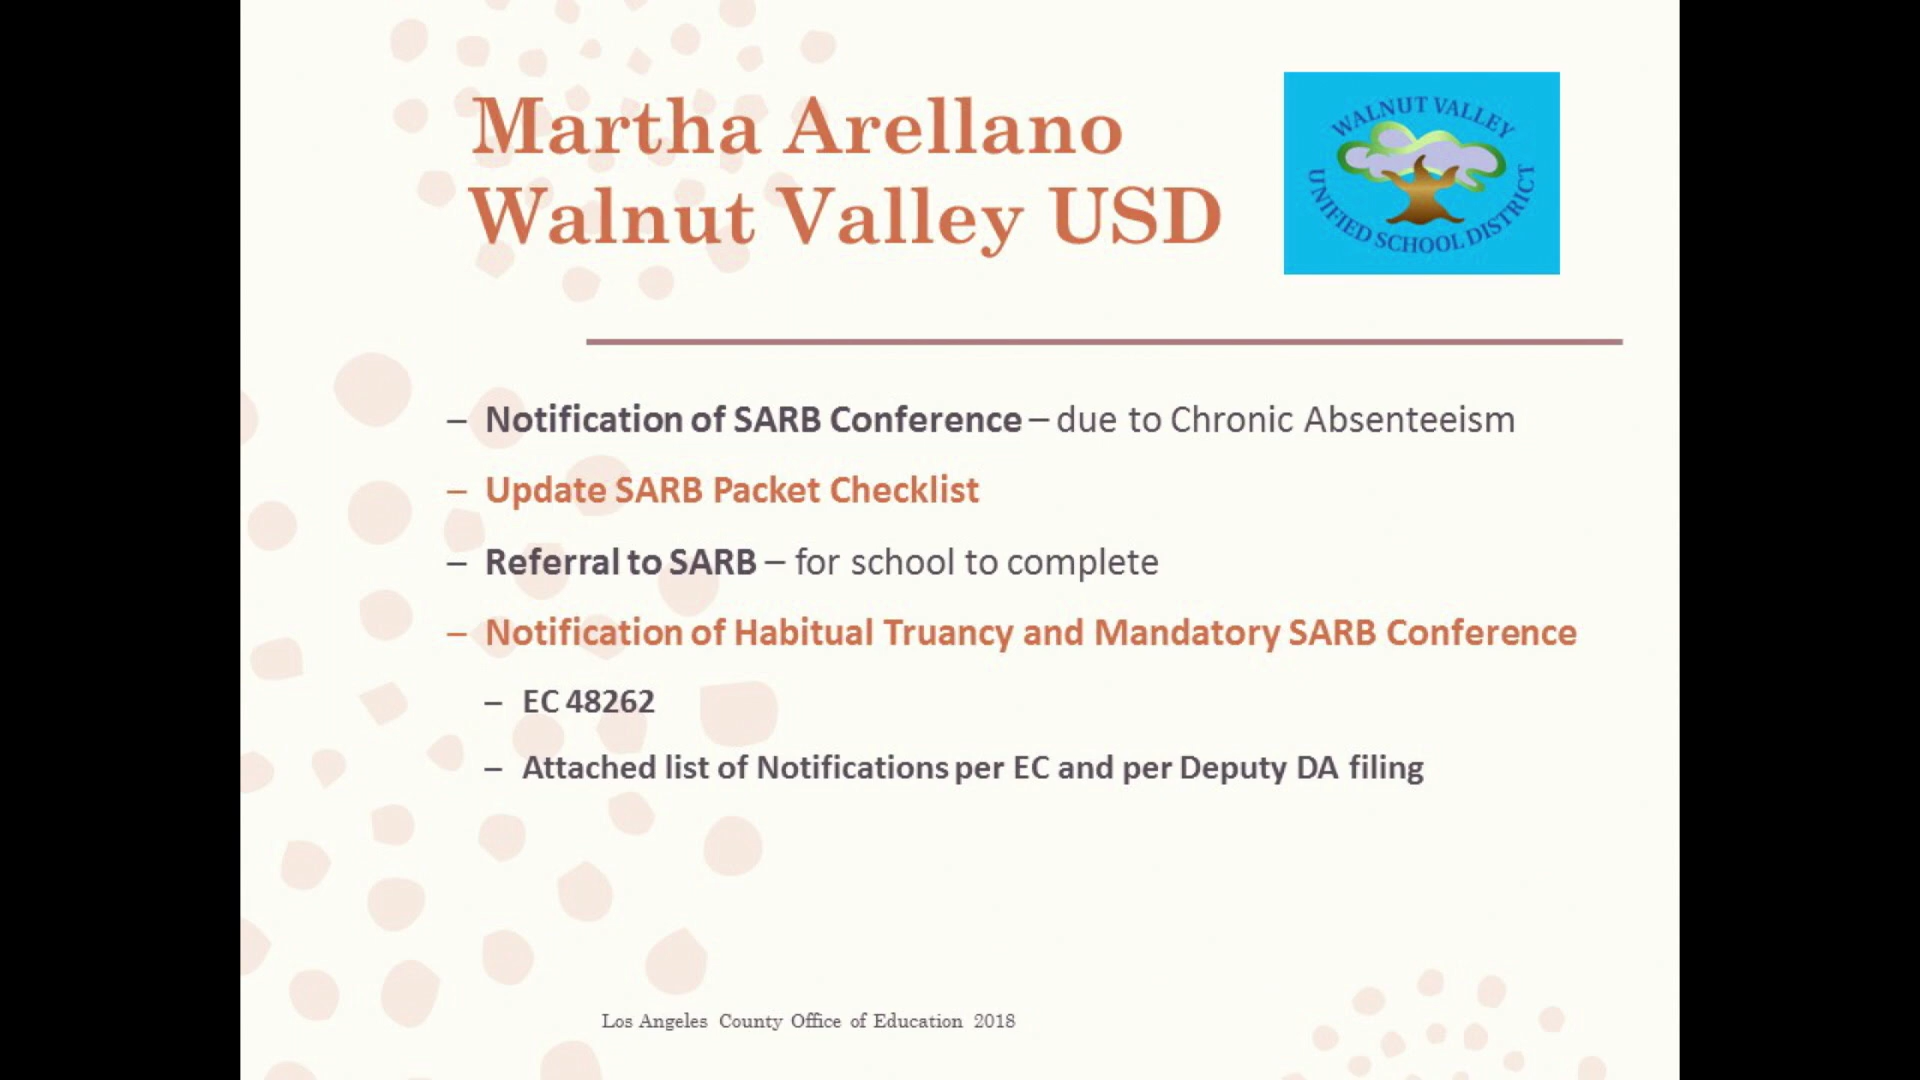 Martha Arellano
Walnut Valley USD
WALNUT VALLEY
UNIFIED SCHOOL DISTRICT
– Notification of SARB Conference – due to Chronic Absenteeism
– Update SARB Packet Checklist
– Referral to SARB – for school to complete
– Notification of Habitual Truancy and Mandatory SARB Conference
– EC 48262
– Attached list of Notifications per EC and per Deputy DA filing
Los Angeles County Office of Education 2018